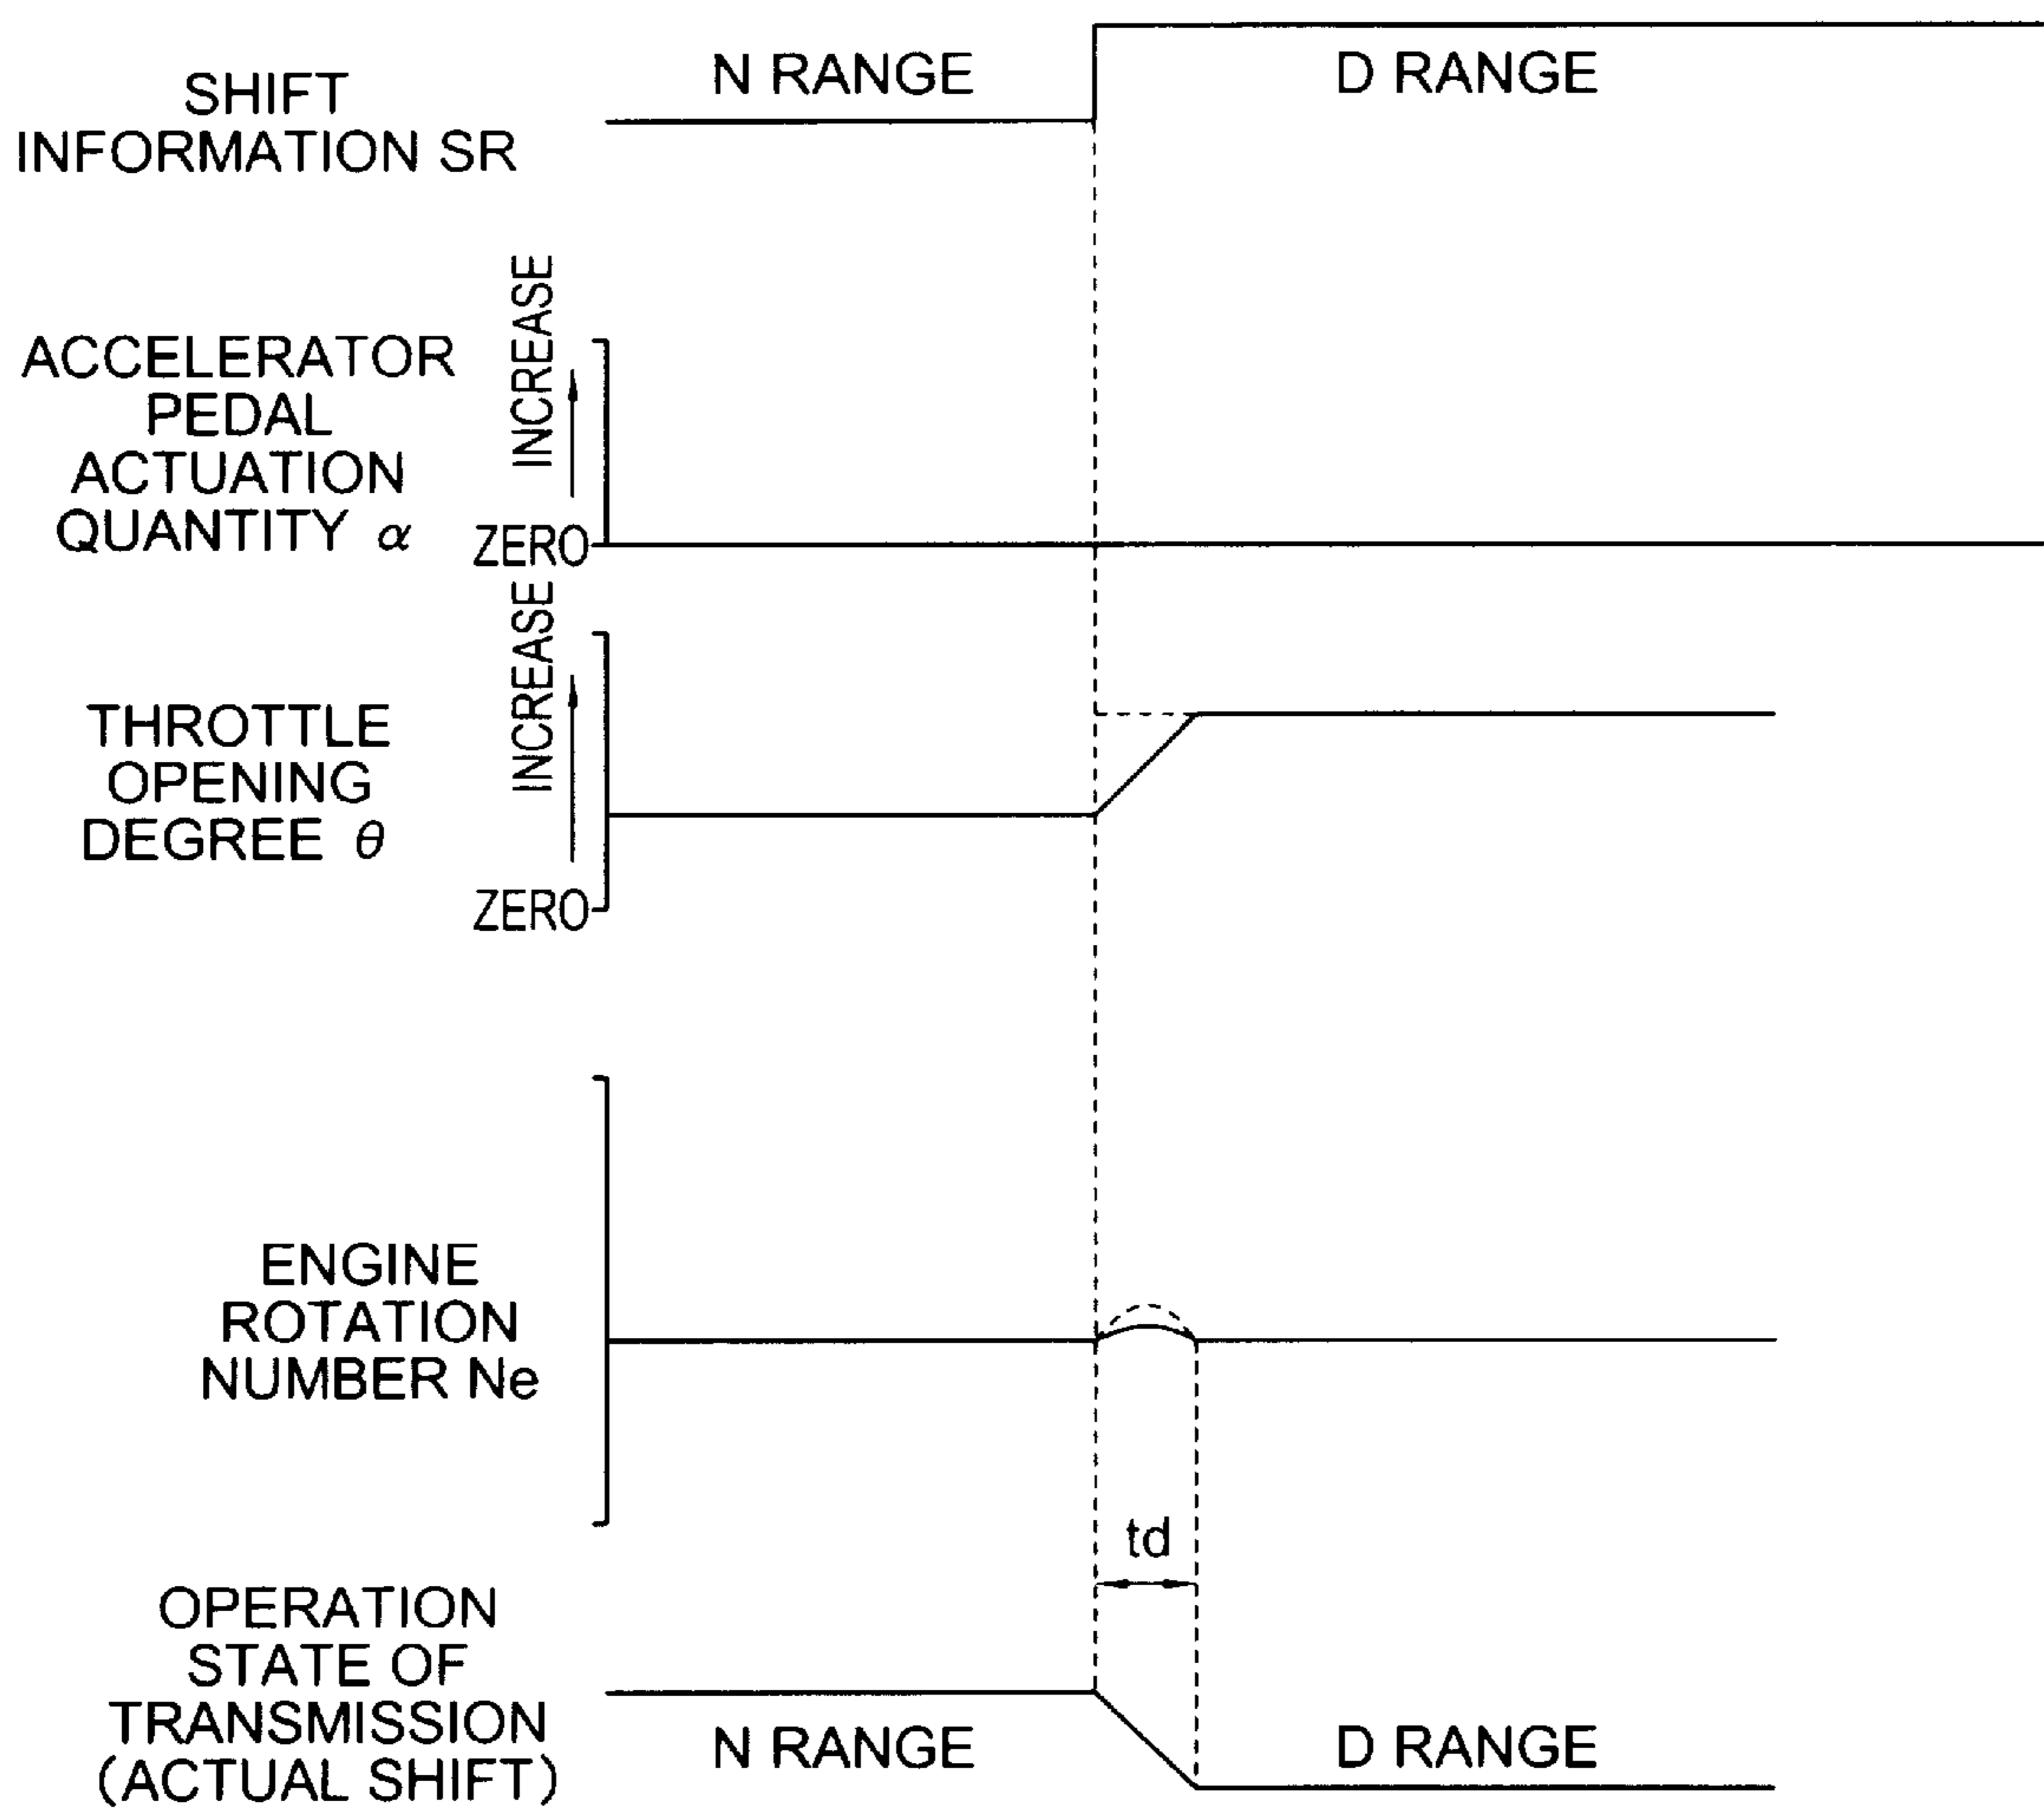 N RANGE
D RANGE
SHIFT
INFORMATION SR
ACCELERATOR
PEDAL
ACTUATION
QUANTITY α
INCREASE
ZERO
THROTTLE
OPENING
DEGREE θ
INCREASE
ZERO
ENGINE
ROTATION
NUMBER Ne
td
OPERATION
STATE OF
TRANSMISSION
(ACTUAL SHIFT)
N RANGE
D RANGE